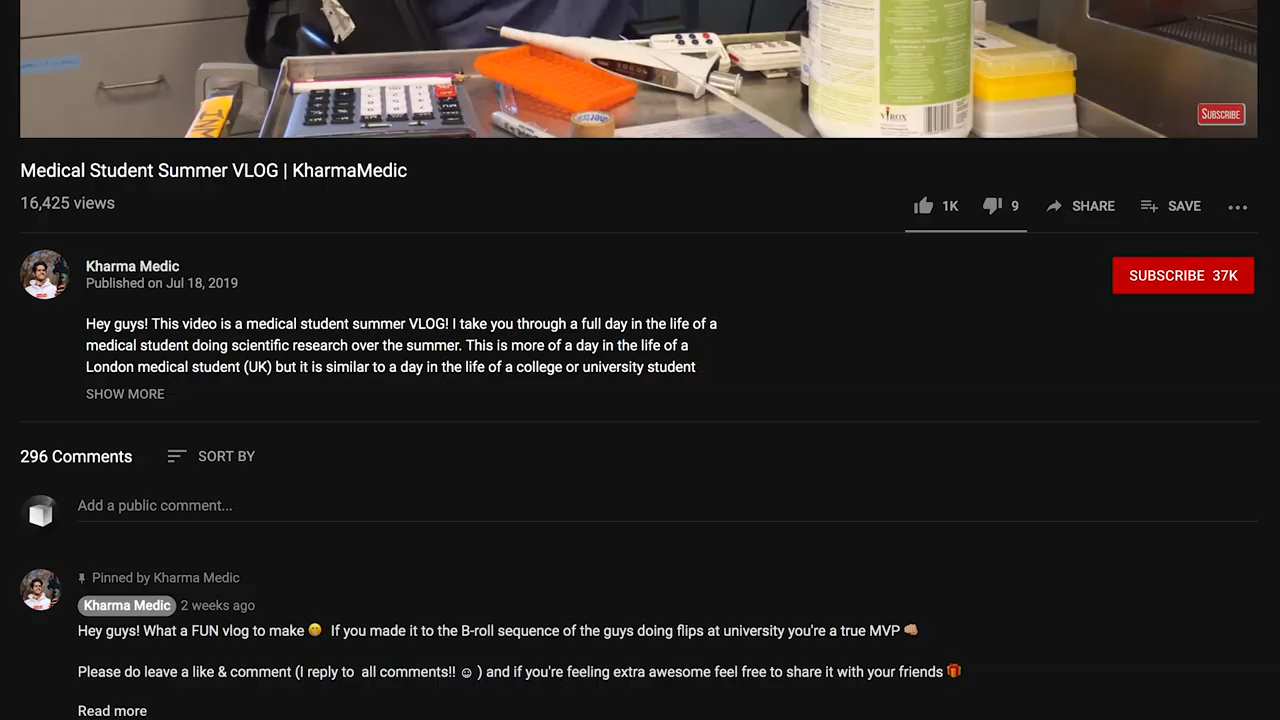 VIROX
SUBSCRIBE
Medical Student Summer VLOG | KharmaMedic
16,425 views
1K 9 SHARE SAVE
Kharma Medic
Published on Jul 18, 2019
SUBSCRIBE 37K
Hey guys! This video is a medical student summer VLOG! I take you through a full day in the life of a
medical student doing scientific research over the summer. This is more of a day in the life of a
London medical student (UK) but it is similar to a day in the life of a college or university student
SHOW MORE
296 Comments SORT BY
Add a public comment...
Pinned by Kharma Medic
Kharma Medic 2 weeks ago
Hey guys! What a FUN vlog to make 😁 If you made it to the B-roll sequence of the guys doing flips at university you're a true MVP 👊🏼
Please do leave a like & comment (I reply to all comments!! ☺ ) and if you're feeling extra awesome feel free to share it with your friends 🎁
Read more